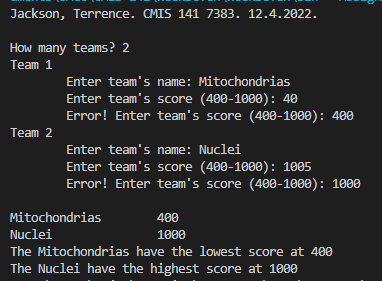 Jackson, Terrence. CMIS 141 7383. 12.4.2022.
How many teams? 2
Team 1
Enter team's name: Mitochondrias
Enter team's score (400-1000): 40
Error! Enter team's score (400-1000): 400
Team 2
Enter team's name: Nuclei
Enter team's score (400-1000): 1005
Error! Enter team's score (400-1000): 1000
Mitochondrias 400
Nuclei 1000
The Mitochondrias have the lowest score at 400
The Nuclei have the highest score at 1000